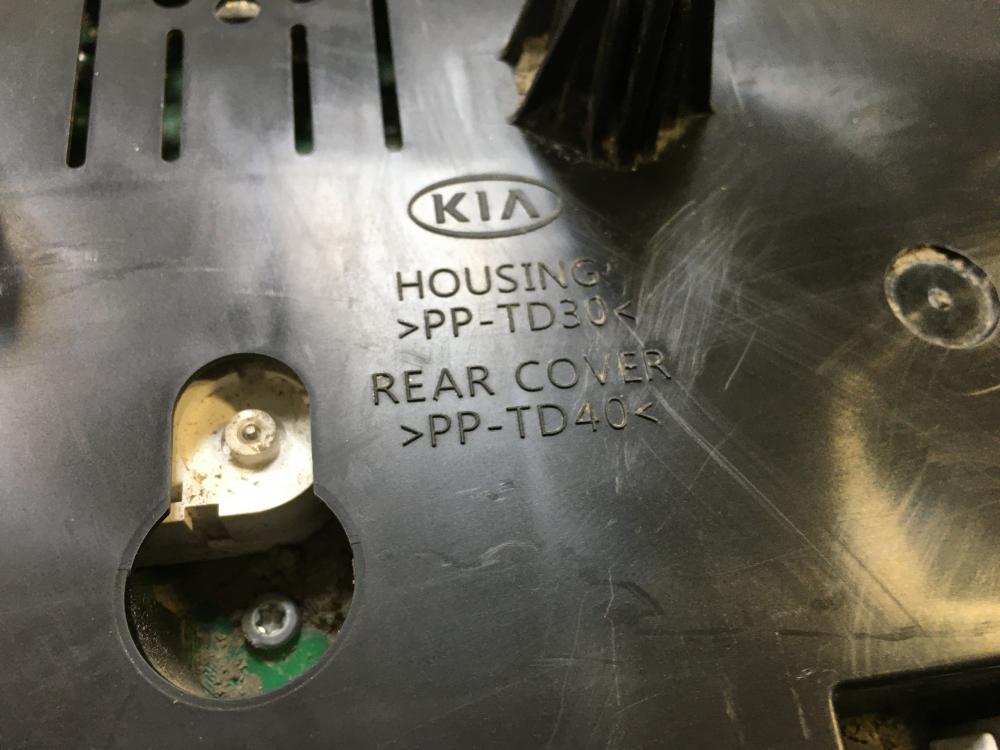 KIA
HOUSING
>PP-TD30<
REAR COVER
>PP-TD40<